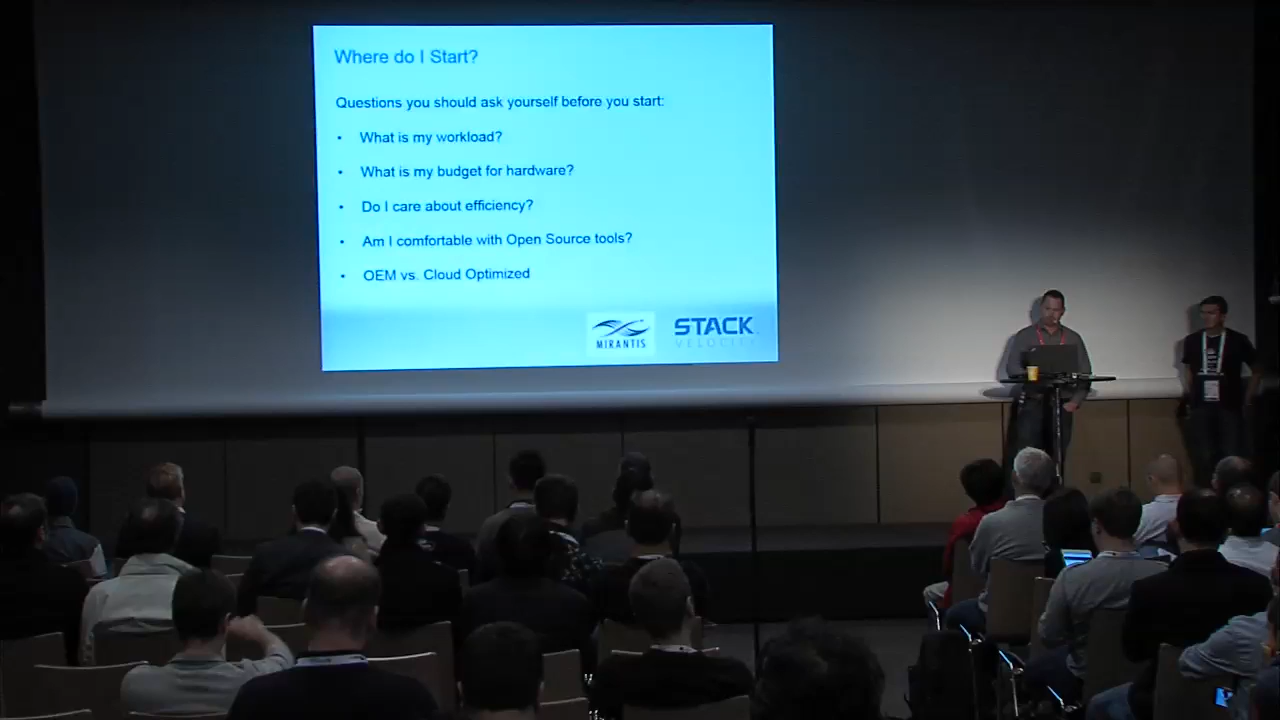 Where do I Start?
Questions you should ask yourself before you start:
• What is my workload?
• What is my budget for hardware?
• Do I care about efficiency?
• Am I comfortable with Open Source tools?
• OEM vs. Cloud Optimized
MIRANTIS
STACK
VELOCITY